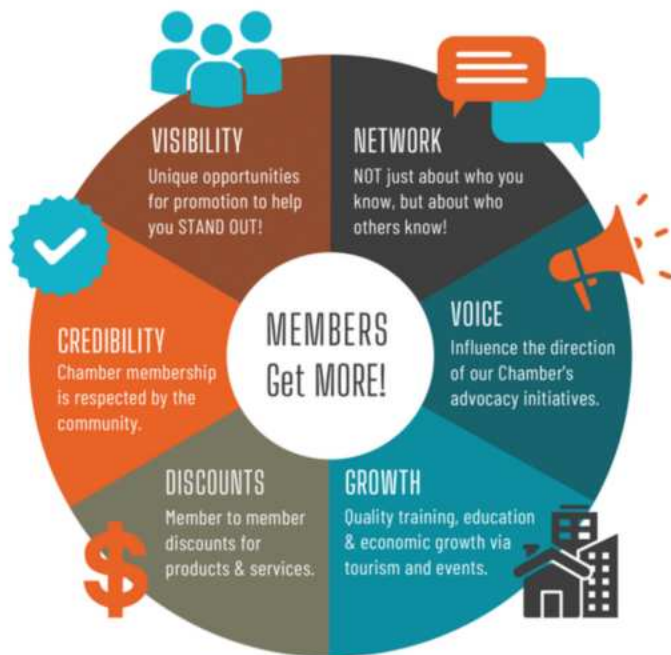 VISIBILITY
Unique opportunities
for promotion to help
you STAND OUT!
NETWORK
NOT just about who you
know, but about who
others know!
VOICE
Influence the direction
of our Chamber's
advocacy initiatives.
GROWTH
Quality training, education
& economic growth via
tourism and events.
DISCOUNTS
Member to member
discounts for
products & services.
CREDIBILITY
Chamber membership
is respected by the
community.
MEMBERS
Get MORE!
$